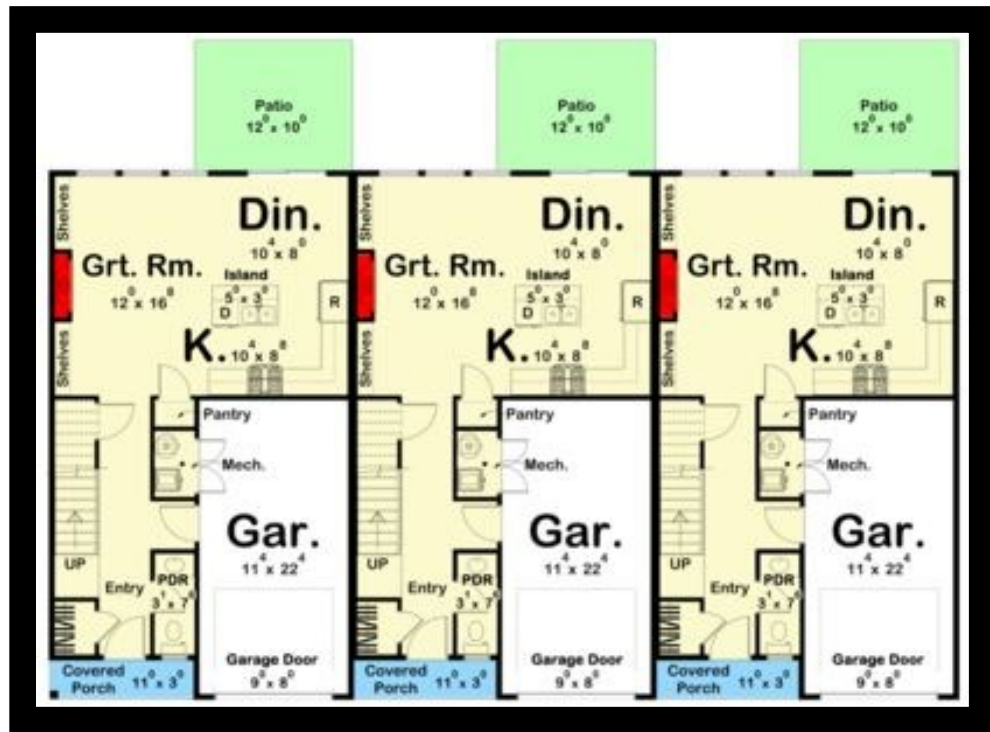 Patio
12⁰ x 10⁰
Shelves
Din.
10⁴ x 8⁰
Grt. Rm.
12⁰ x 16⁸
Island
5⁰ x 3⁰
D
R
Shelves
K. 10⁴ x 8⁸
Pantry
Mech.
Gar.
11⁴ x 22⁴
UP
Entry
PDR
3¹ x 7⁶
Garage Door
9⁰ x 8⁰
Covered
Porch 11⁰ x 3⁰
Patio
12⁰ x 10⁰
Shelves
Din.
10⁴ x 8⁰
Grt. Rm.
12⁰ x 16⁸
Island
5⁰ x 3⁰
D
R
Shelves
K. 10⁴ x 8⁸
Pantry
Mech.
Gar.
11⁴ x 22⁴
UP
Entry
PDR
3¹ x 7⁶
Garage Door
9⁰ x 8⁰
Covered
Porch 11⁰ x 3⁰
Patio
12⁰ x 10⁰
Shelves
Din.
10⁴ x 8⁰
Grt. Rm.
12⁰ x 16⁸
Island
5⁰ x 3⁰
D
R
Shelves
K. 10⁴ x 8⁸
Pantry
Mech.
Gar.
11⁴ x 22⁴
UP
Entry
PDR
3¹ x 7⁶
Garage Door
9⁰ x 8⁰
Covered
Porch 11⁰ x 3⁰